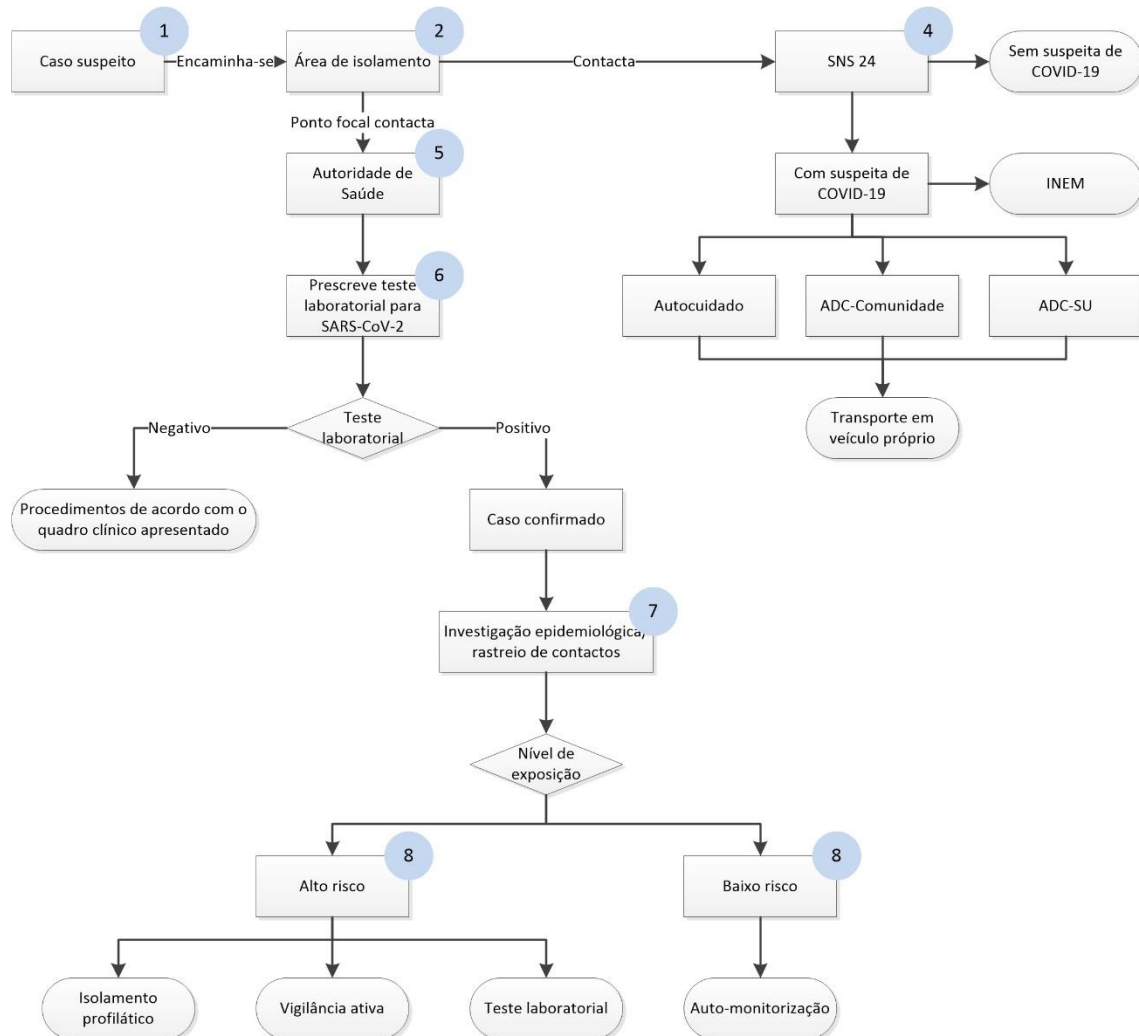 1
Caso suspeito
Encaminha-se
2
Área de isolamento
Contacta
4
SNS 24
Sem suspeita de
COVID-19
Ponto focal contacta
5
Autoridade de
Saúde
Com suspeita de
COVID-19
INEM
6
Prescreve teste
laboratorial para
SARS-CoV-2
Autocuidado
ADC-Comunidade
ADC-SU
Negativo
Teste
laboratorial
Positivo
Transporte em
veículo próprio
Procedimentos de acordo com o
quadro clínico apresentado
Caso confirmado
7
Investigação epidemiológica/
rastreio de contactos
Nível de
exposição
8
Alto risco
8
Baixo risco
Isolamento
profilático
Vigilância ativa
Teste laboratorial
Auto-monitorização